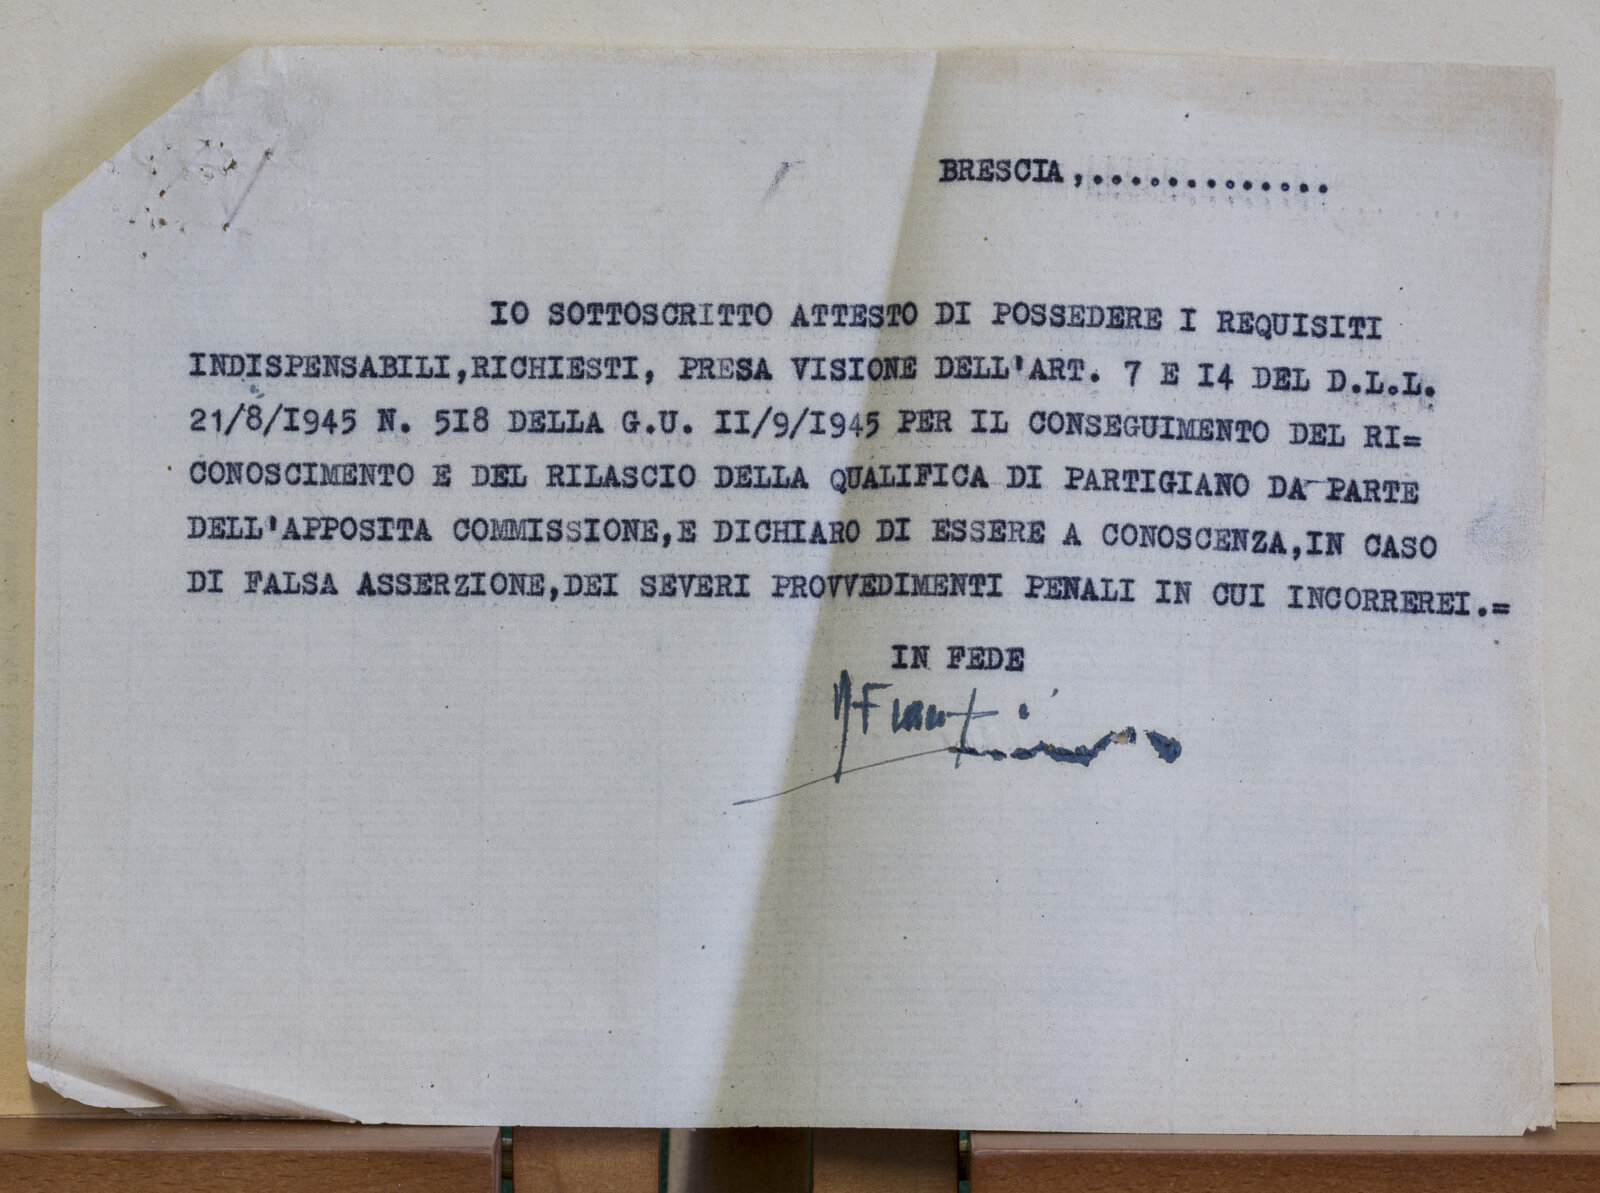 BRESCIA,.............
IO SOTTOSCRITTO ATTESTO DI POSSEDERE I REQUISITI
INDISPENSABILI,RICHIESTI, PRESA VISIONE DELL'ART. 7 E I4 DEL D.L.L.
21/8/I945 N. 5I8 DELLA G.U. II/9/I945 PER IL CONSEGUIMENTO DEL RI=
CONOSCIMENTO E DEL RILASCIO DELLA QUALIFICA DI PARTIGIANO DA PARTE
DELL'APPOSITA COMMISSIONE,E DICHIARO DI ESSERE A CONOSCENZA,IN CASO
DI FALSA ASSERZIONE,DEI SEVERI PROVVEDIMENTI PENALI IN CUI INCORREREI.=
IN FEDE